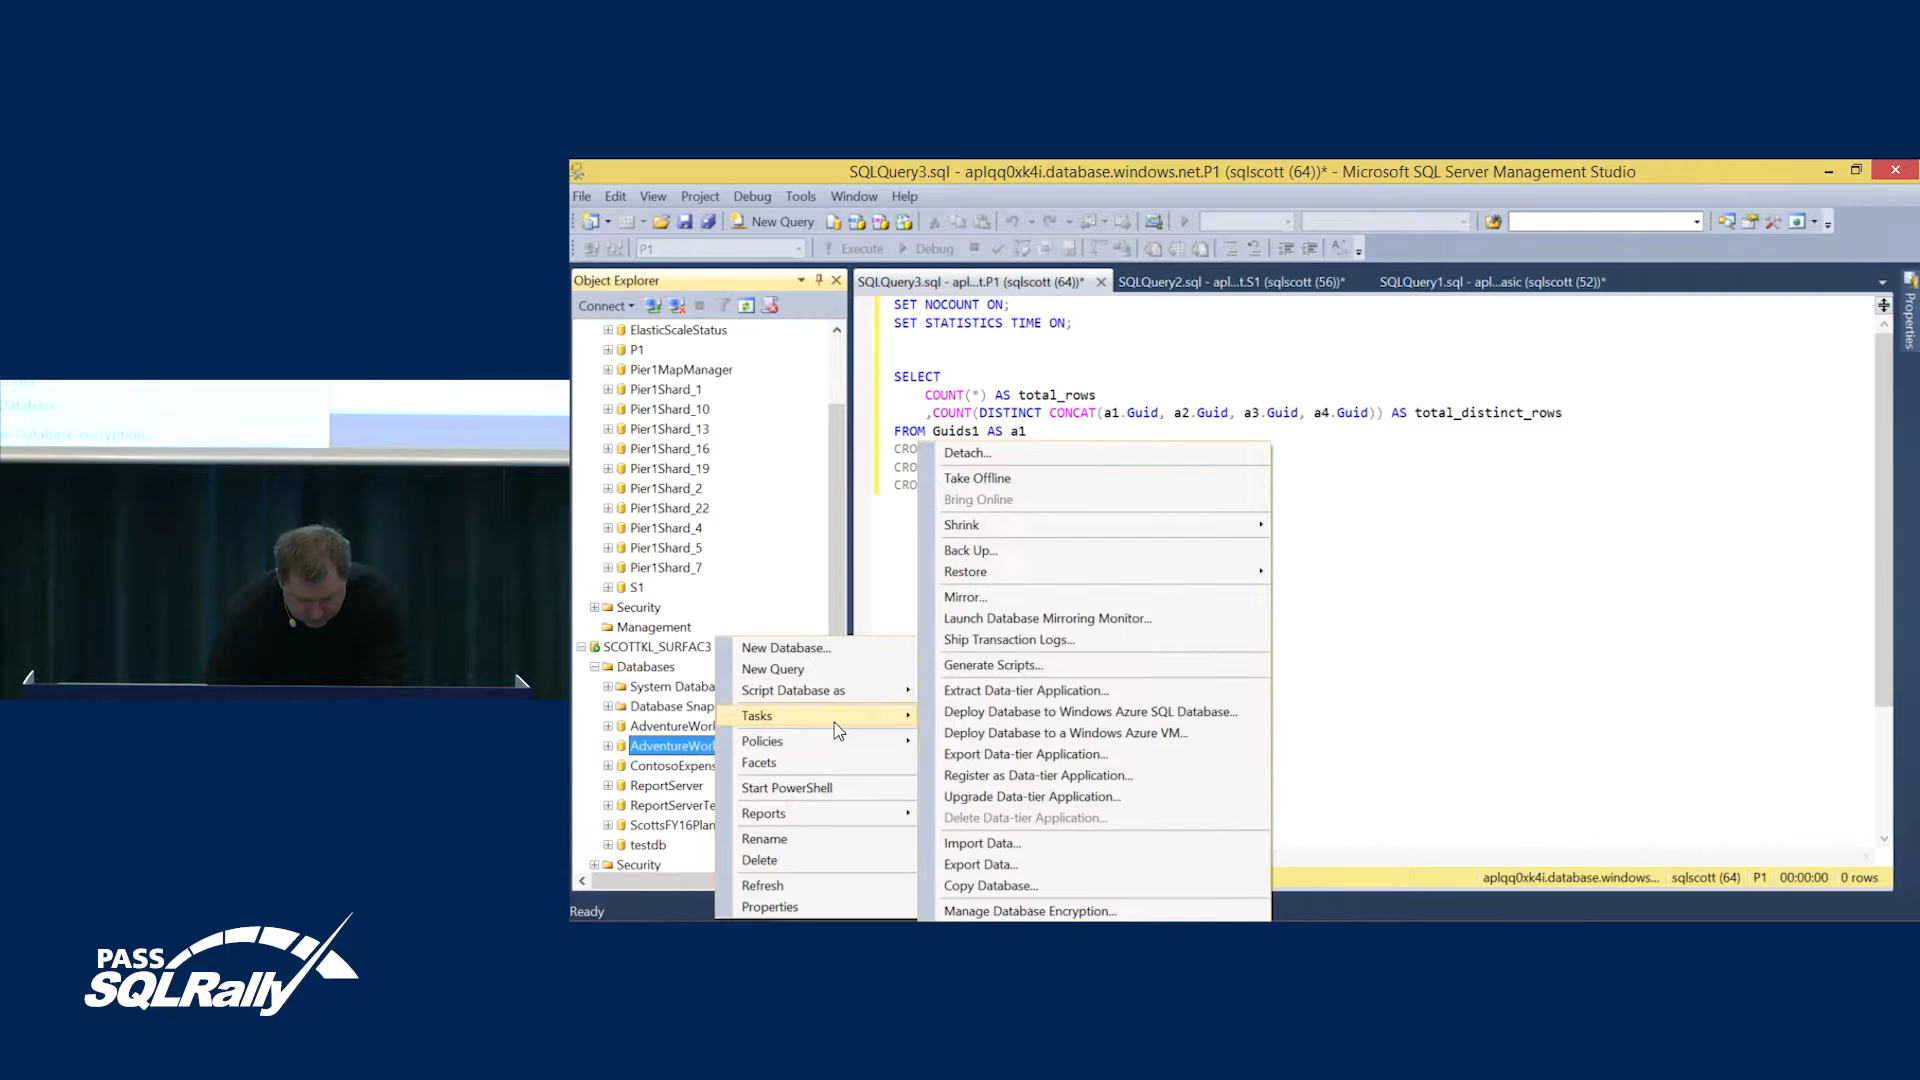 SQLQuery3.sql - aplqq0xk4i.database.windows.net.P1 (sqlscott (64))* - Microsoft SQL Server Management Studio
File Edit View Project Debug Tools Window Help
New Query
P1 Execute Debug
Object Explorer
Connect
ElasticScaleStatus
P1
Pier1MapManager
Pier1Shard_1
Pier1Shard_10
Pier1Shard_13
Pier1Shard_16
Pier1Shard_19
Pier1Shard_2
Pier1Shard_22
Pier1Shard_4
Pier1Shard_5
Pier1Shard_7
S1
Security
Management
SCOTTKL_SURFAC3
Databases
System Databa
Database Snap
AdventureWor
AdventureWor
ContosoExpens
ReportServer
ReportServerTe
ScottsFY16Plan
testdb
Security
Ready
SQLQuery3.sql - apl...t.P1 (sqlscott (64))* SQLQuery2.sql - apl...t.S1 (sqlscott (56))* SQLQuery1.sql - apl...asic (sqlscott (52))*
SET NOCOUNT ON;
SET STATISTICS TIME ON;
SELECT
COUNT(*) AS total_rows
,COUNT(DISTINCT CONCAT(a1.Guid, a2.Guid, a3.Guid, a4.Guid)) AS total_distinct_rows
FROM Guids1 AS a1
CRO
CRO
CRO
New Database...
New Query
Script Database as
Tasks
Policies
Facets
Start PowerShell
Reports
Rename
Delete
Refresh
Properties
Detach...
Take Offline
Bring Online
Shrink
Back Up...
Restore
Mirror...
Launch Database Mirroring Monitor...
Ship Transaction Logs...
Generate Scripts...
Extract Data-tier Application...
Deploy Database to Windows Azure SQL Database...
Deploy Database to a Windows Azure VM...
Export Data-tier Application...
Register as Data-tier Application...
Upgrade Data-tier Application...
Delete Data-tier Application...
Import Data...
Export Data...
Copy Database...
Manage Database Encryption...
aplqq0xk4i.database.windows... sqlscott (64) P1 00:00:00 0 rows
Properties
Database
Database Encryption
PASS
SQLRally